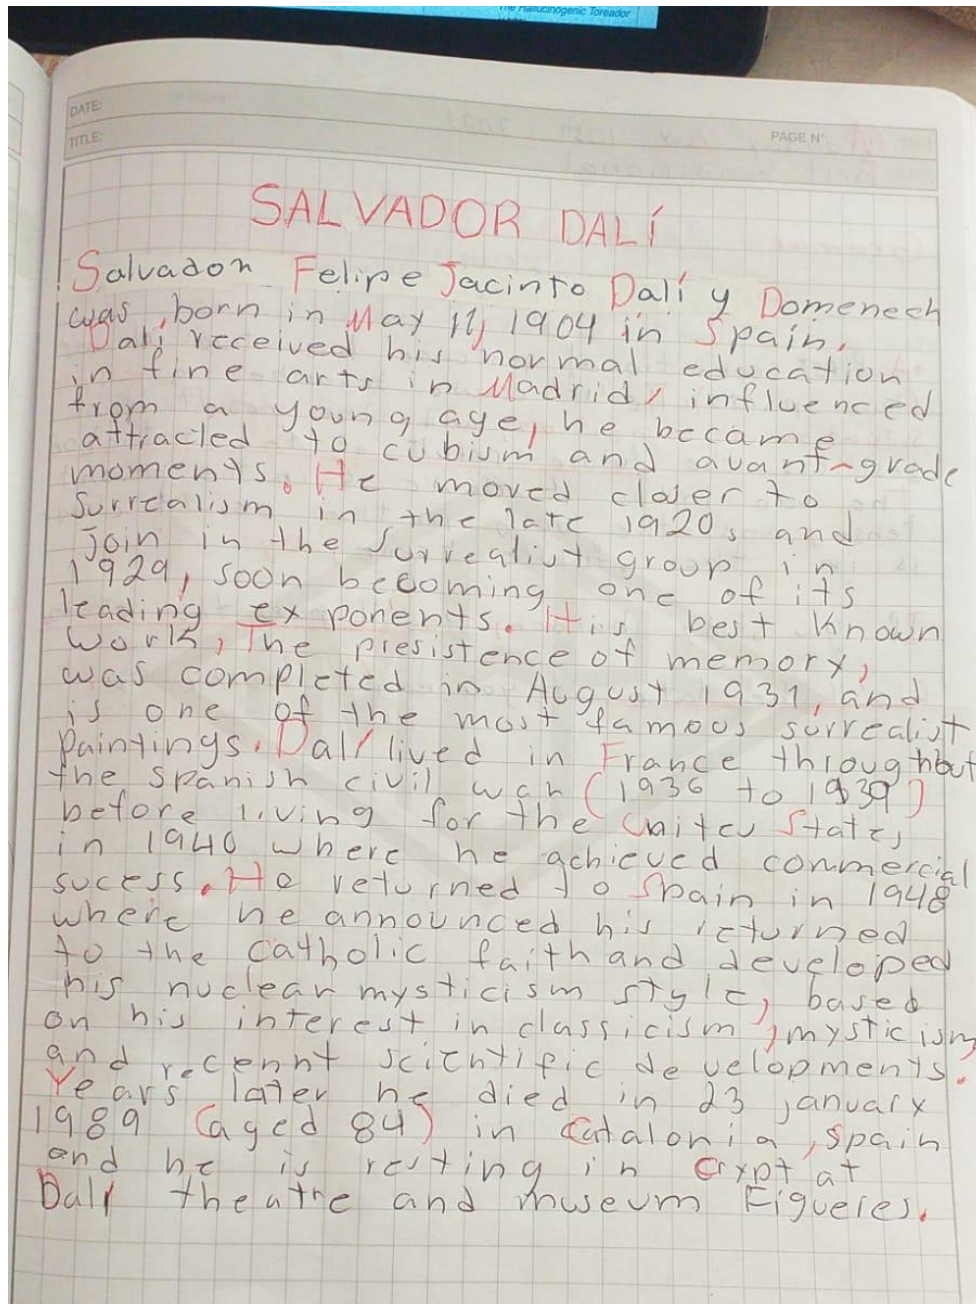 The Hallucinogenic Toreador
DATE:
TITLE:
PAGE N°:
SALVADOR DALÍ
Salvador Felipe Jacinto Dalí y Domenech
was born in May 11, 1904 in Spain.
Dalí received his normal education
in fine arts in Madrid, influenced
from a young age, he became
attracled to cubism and avant-grade
moments. He moved closer to
Surrealism in the late 1920s and
join in the surrealist group in
1929, soon becoming one of its
leading exponents. His best known
work, The presistence of memory,
was completed in August 1931, and
is one of the most famous surrealist
Paintings. Dalí lived in France throughout
the spanish civil war (1936 to 1939)
before living for the United States
in 1940 where he achieved conmercial
sucess. He returned to Spain in 1948
where he announced his returned
to the catholic faith and developed
his nuclear mysticism style, based
on his interest in classicism, mysticism,
and recennt scientific developments.
Years later he died in 23 january
1989 (aged 84) in Catalonia, Spain
and he is resting in crypt at
Dalí theatre and museum Figueres.